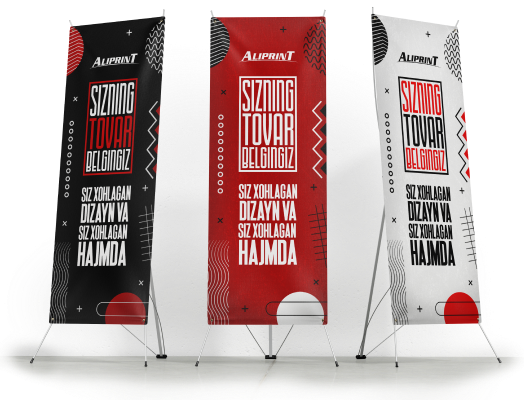 ALIPRINT
SIZNING
TOVAR
BELGINGIZ
SIZ XOHLAGAN
DIZAYN VA
SIZ XOHLAGAN
HAJMDA
ALIPRINT
SIZNING
TOVAR
BELGINGIZ
SIZ XOHLAGAN
DIZAYN VA
SIZ XOHLAGAN
HAJMDA
ALIPRINT
SIZNING
TOVAR
BELGINGIZ
SIZ XOHLAGAN
DIZAYN VA
SIZ XOHLAGAN
HAJMDA